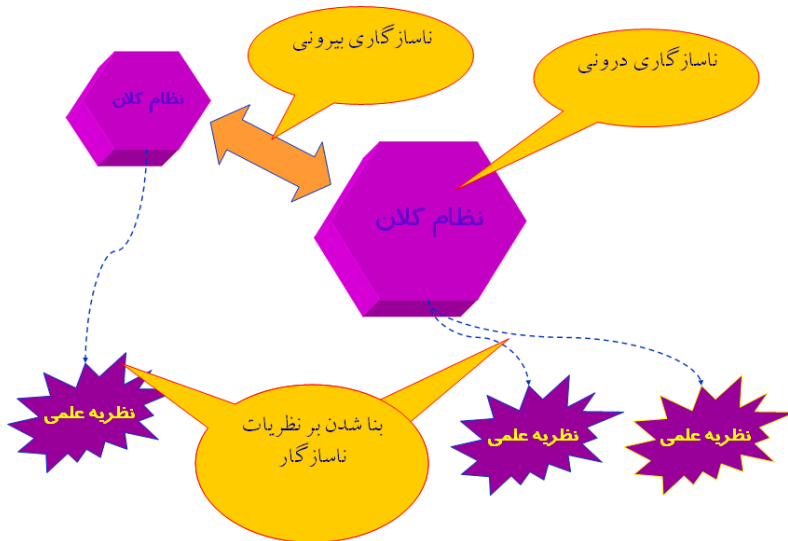 ناسازگاری بیرونی
ناسازگاری درونی
نظام کلان
نظام کلان
بنا شدن بر نظریات
ناسازگار
نظریه علمی
نظریه علمی
نظریه علمی